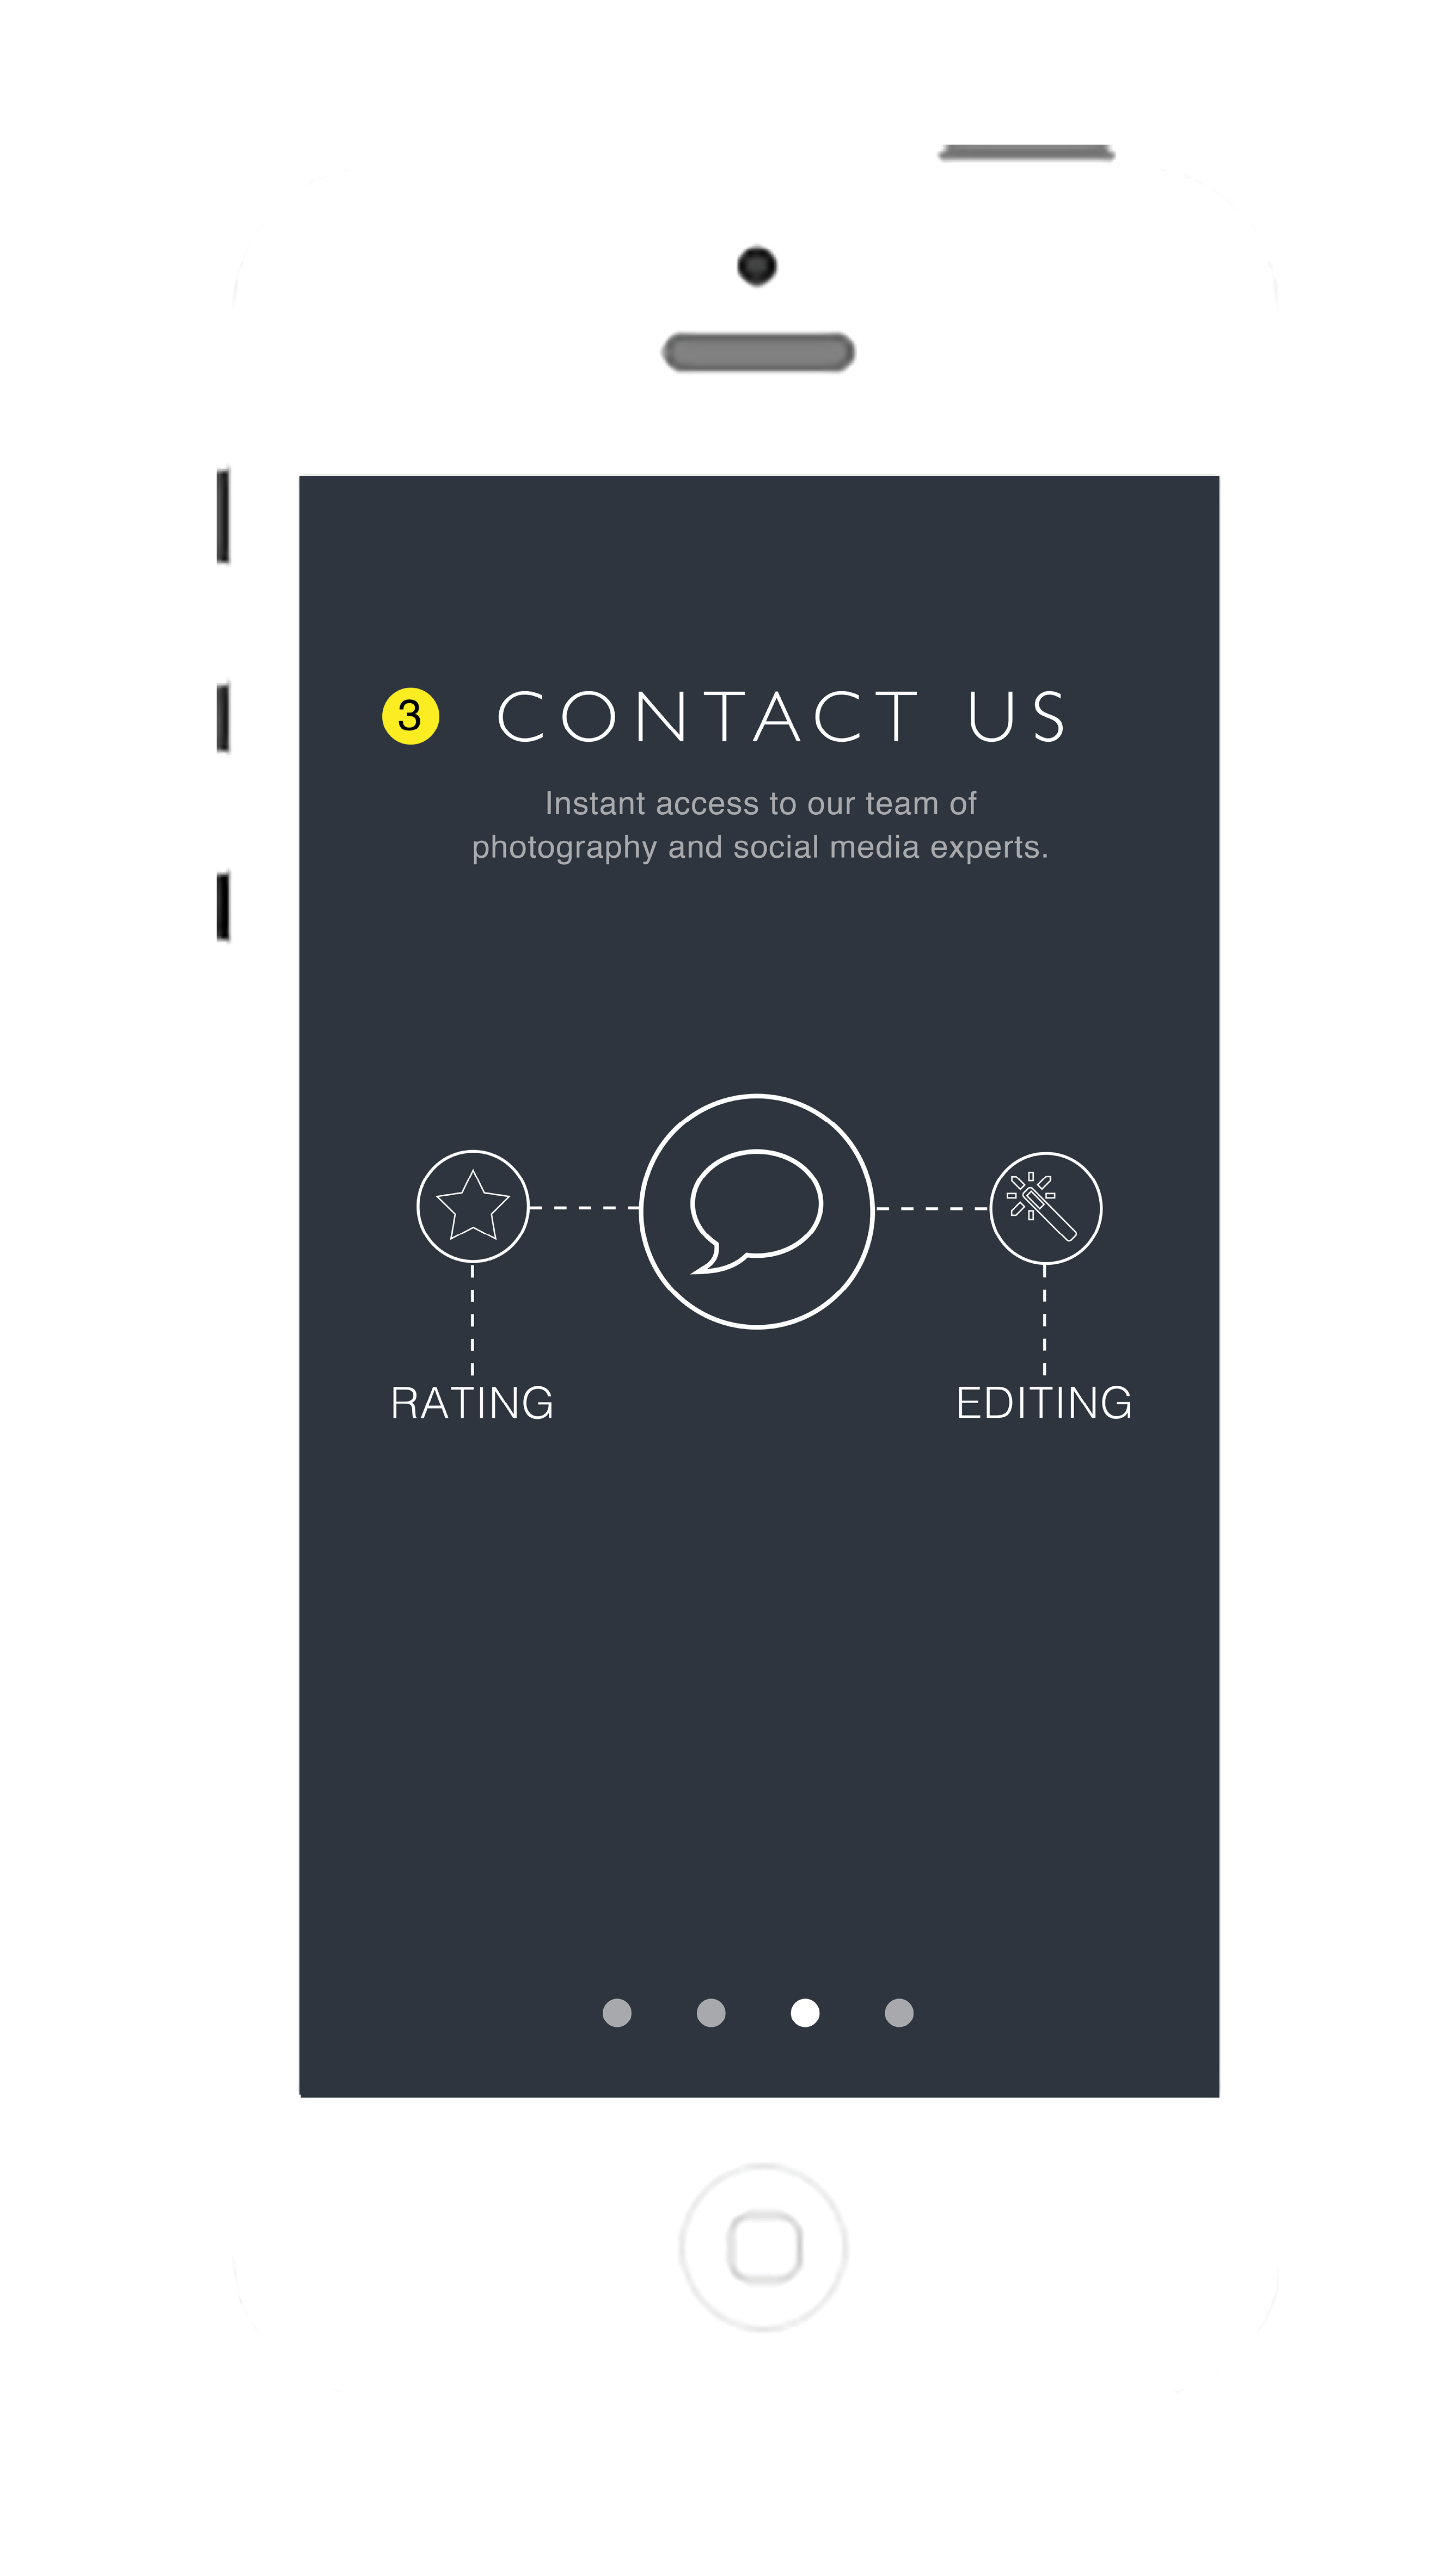 3 CONTACT US
Instant access to our team of
photography and social media experts.
RATING EDITING